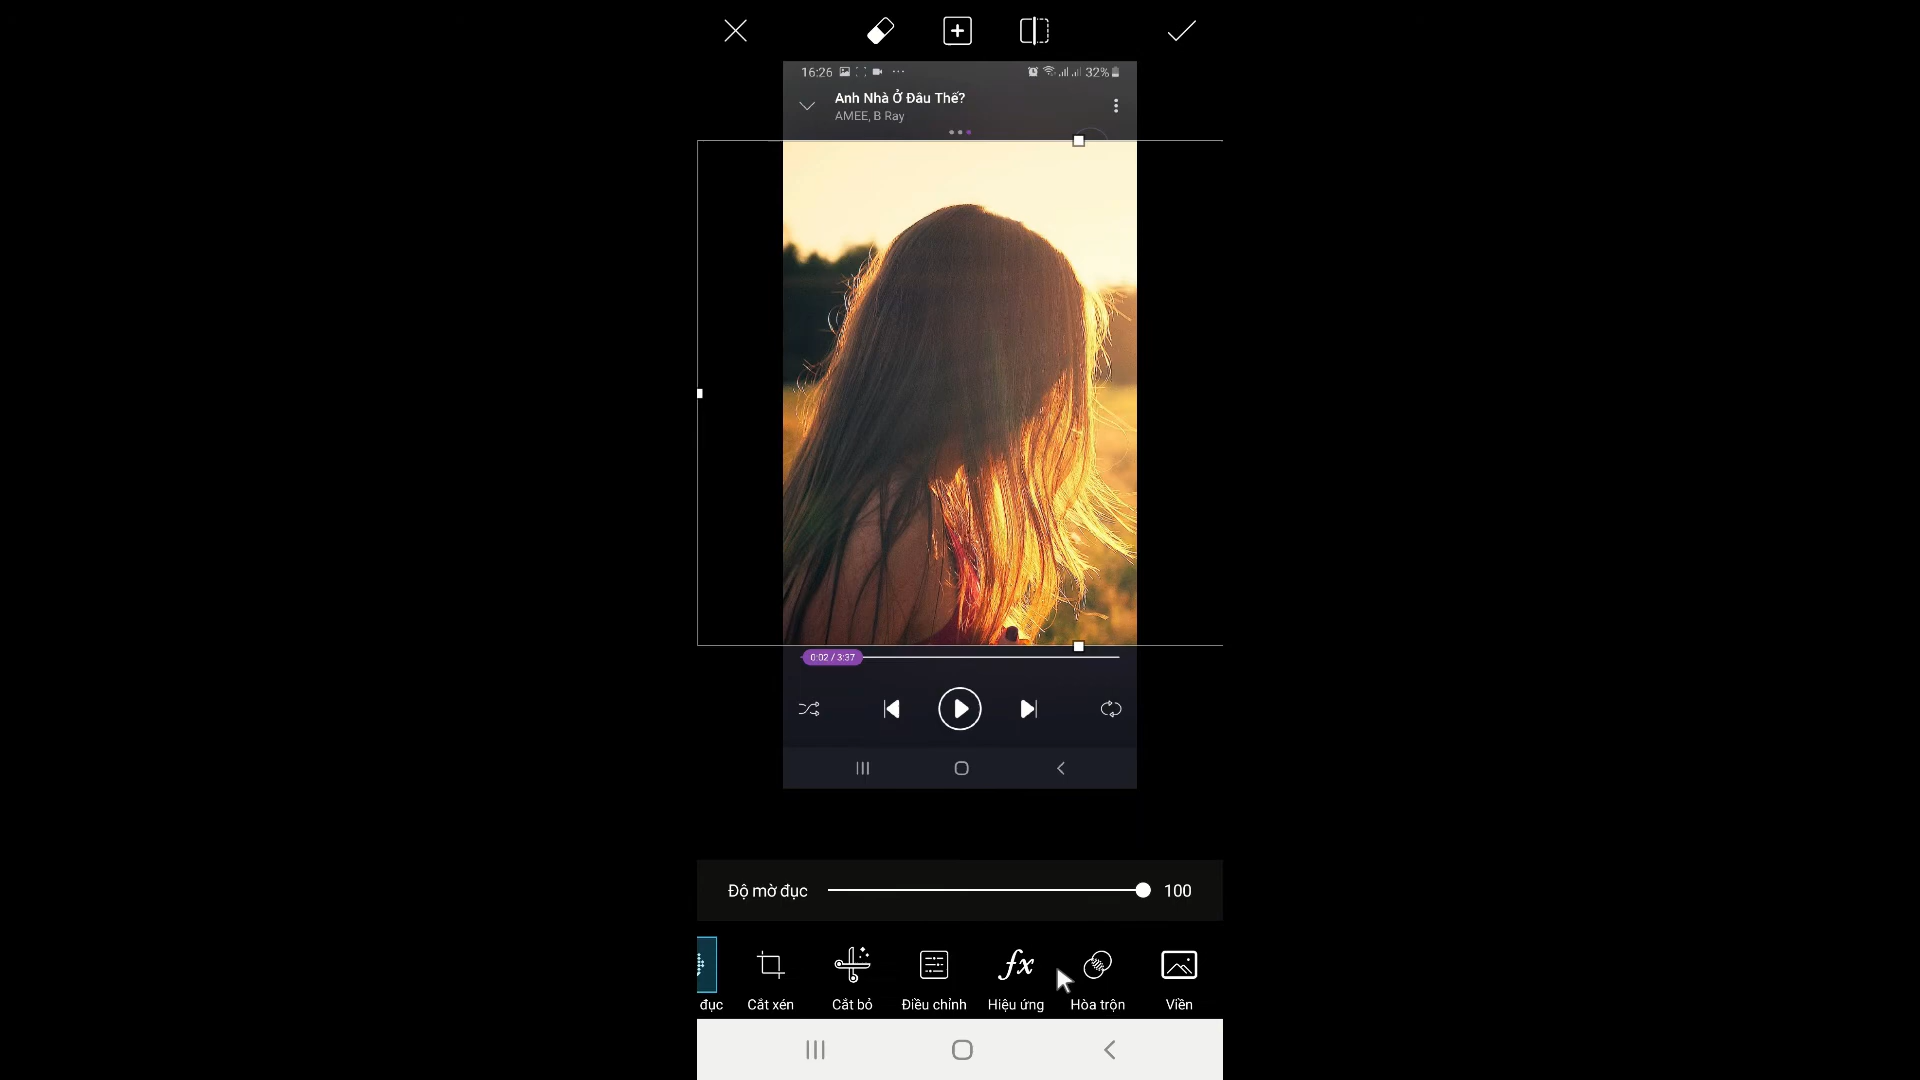 16:26
32%
Anh Nhà Ở Đâu Thế?
AMEE, B Ray
0:02 / 3:37
Độ mờ đục
100
đục
Cắt xén
Cắt bỏ
Điều chỉnh
fx
Hiệu ứng
Hòa trộn
Viền